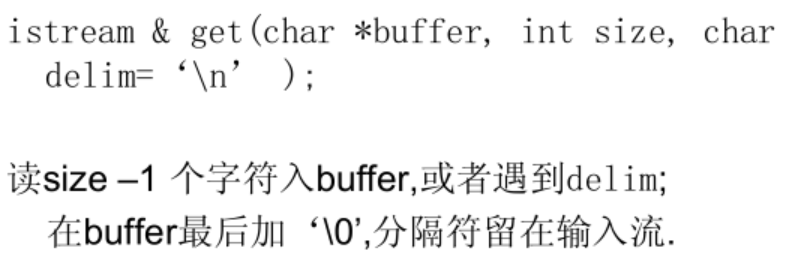 istream & get(char *buffer, int size, char
delim= ‘\n’ );
读size –1 个字符入buffer,或者遇到delim;
在buffer最后加‘\0’,分隔符留在输入流.